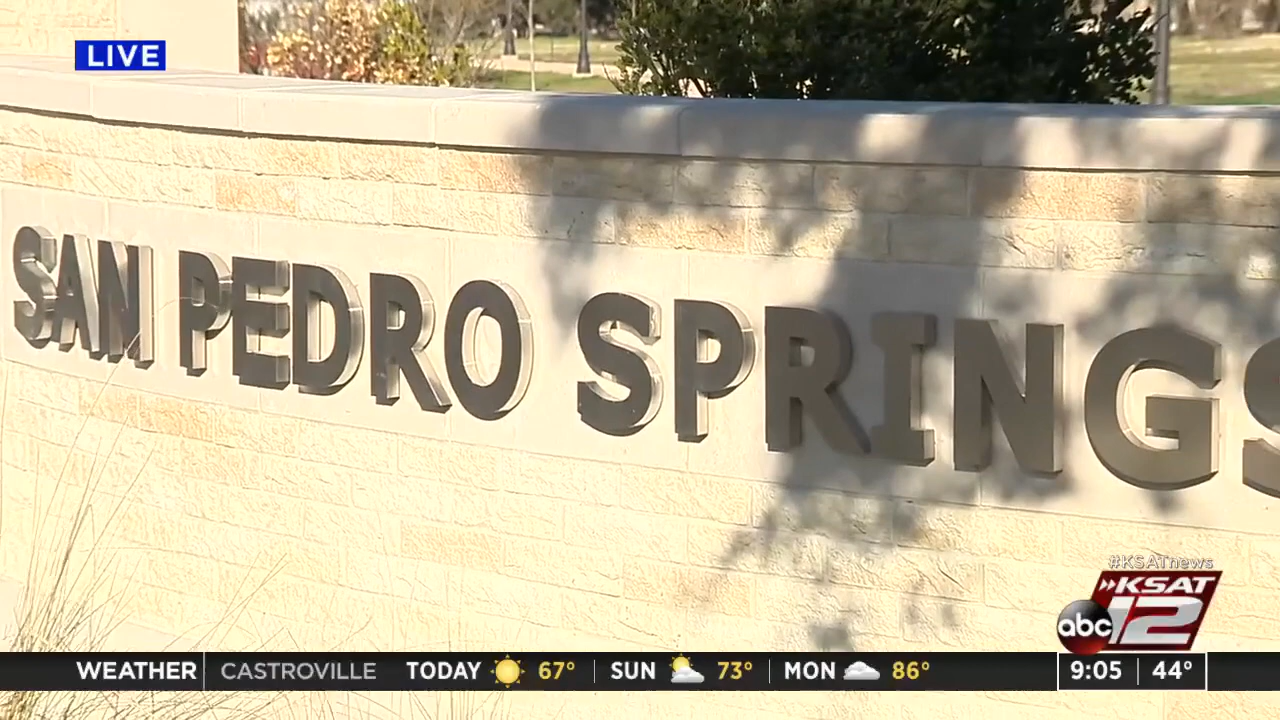 LIVE
SAN PEDRO SPRINGS
#KSATnews
KSAT
abc 12
WEATHER CASTROVILLE TODAY 67° SUN 73° MON 86° 9:05 44°